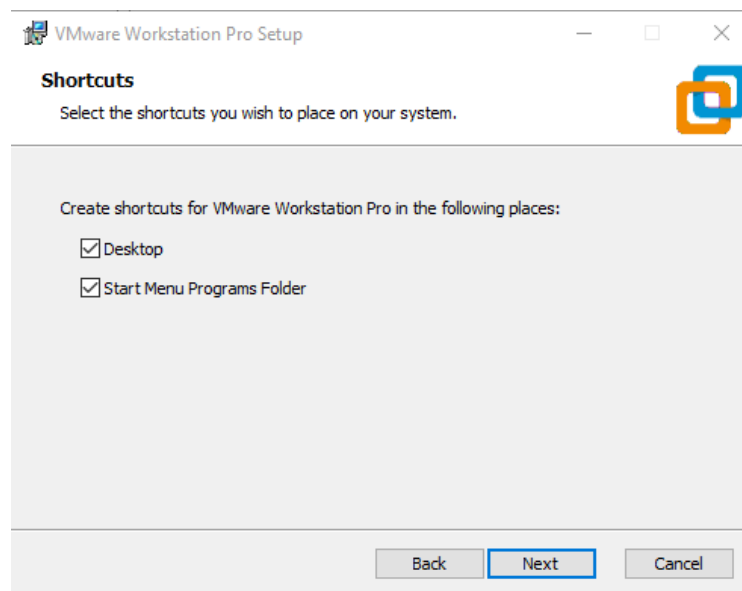 VMware Workstation Pro Setup
Shortcuts
Select the shortcuts you wish to place on your system.
Create shortcuts for VMware Workstation Pro in the following places:
Desktop
Start Menu Programs Folder
Back Next Cancel